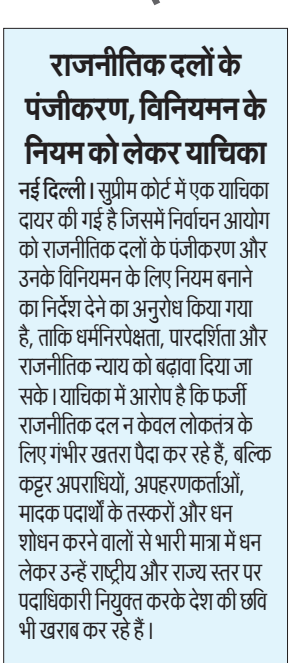 राजनीतिक दलों के
पंजीकरण, विनियमन के
नियम को लेकर याचिका
नई दिल्ली। सुप्रीम कोर्ट में एक याचिका
दायर की गई है जिसमें निर्वाचन आयोग
को राजनीतिक दलों के पंजीकरण और
उनके विनियमन के लिए नियम बनाने
का निर्देश देने का अनुरोध किया गया
है, ताकि धर्मनिरपेक्षता, पारदर्शिता और
राजनीतिक न्याय को बढ़ावा दिया जा
सके। याचिका में आरोप है कि फर्जी
राजनीतिक दल न केवल लोकतंत्र के
लिए गंभीर खतरा पैदा कर रहे हैं, बल्कि
कट्टर अपराधियों, अपहरणकर्ताओं,
मादक पदार्थों के तस्करों और धन
शोधन करने वालों से भारी मात्रा में धन
लेकर उन्हें राष्ट्रीय और राज्य स्तर पर
पदाधिकारी नियुक्त करके देश की छवि
भी खराब कर रहे हैं।